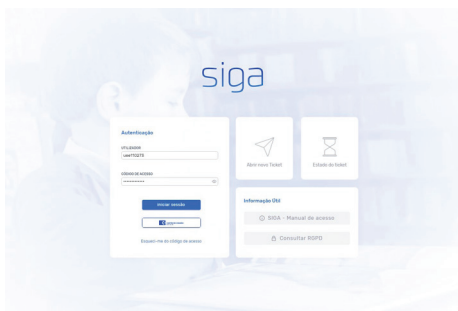 siga
Autenticação
UTILIZADOR
CÓDIGO DE ACESSO
Iniciar sessão
Esqueci-me do código de acesso
Abrir novo Ticket
Estado do ticket
Informação Útil
SIGA - Manual de acesso
Consultar RGPD